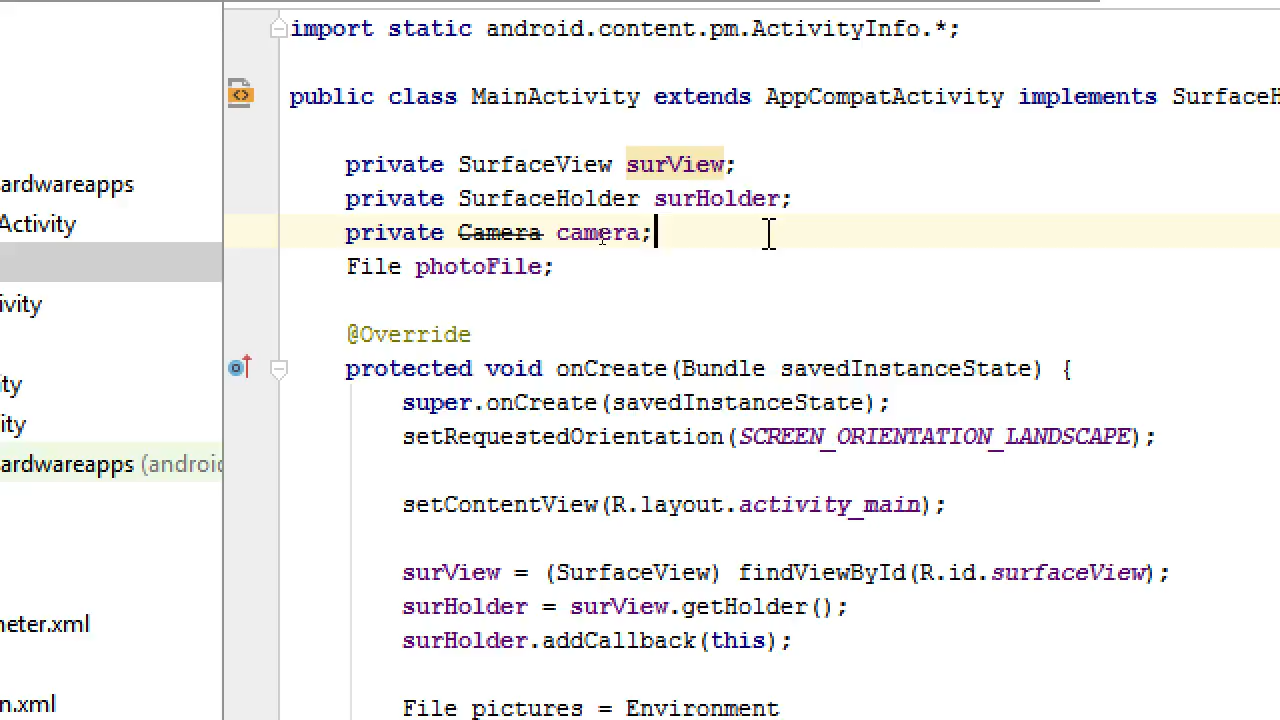 import static android.content.pm.ActivityInfo.*;
public class MainActivity extends AppCompatActivity implements SurfaceH
private SurfaceView surView;
ardwareapps
private SurfaceHolder surHolder;
Activity
private Camera camera;
File photoFile;
ivity
@Override
protected void onCreate(Bundle savedInstanceState) {
ty
super.onCreate(savedInstanceState);
ity
setRequestedOrientation(SCREEN_ORIENTATION_LANDSCAPE);
ardwareapps (androic
setContentView(R.layout.activity_main);
surView = (SurfaceView) findViewById(R.id.surfaceView);
surHolder = surView.getHolder();
neter.xml
surHolder.addCallback(this);
n.xml
File pictures = Environment